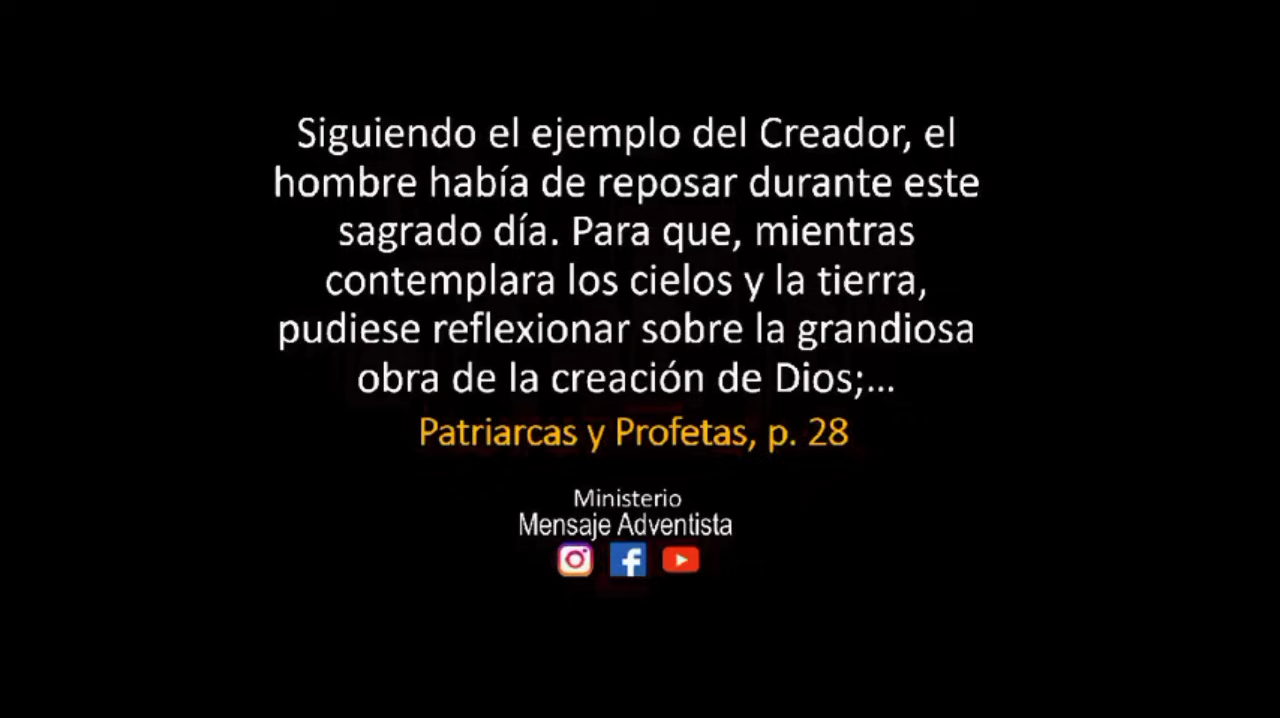 Siguiendo el ejemplo del Creador, el
hombre había de reposar durante este
sagrado día. Para que, mientras
contemplara los cielos y la tierra,
pudiese reflexionar sobre la grandiosa
obra de la creación de Dios;...
Patriarcas y Profetas, p. 28
Ministerio
Mensaje Adventista